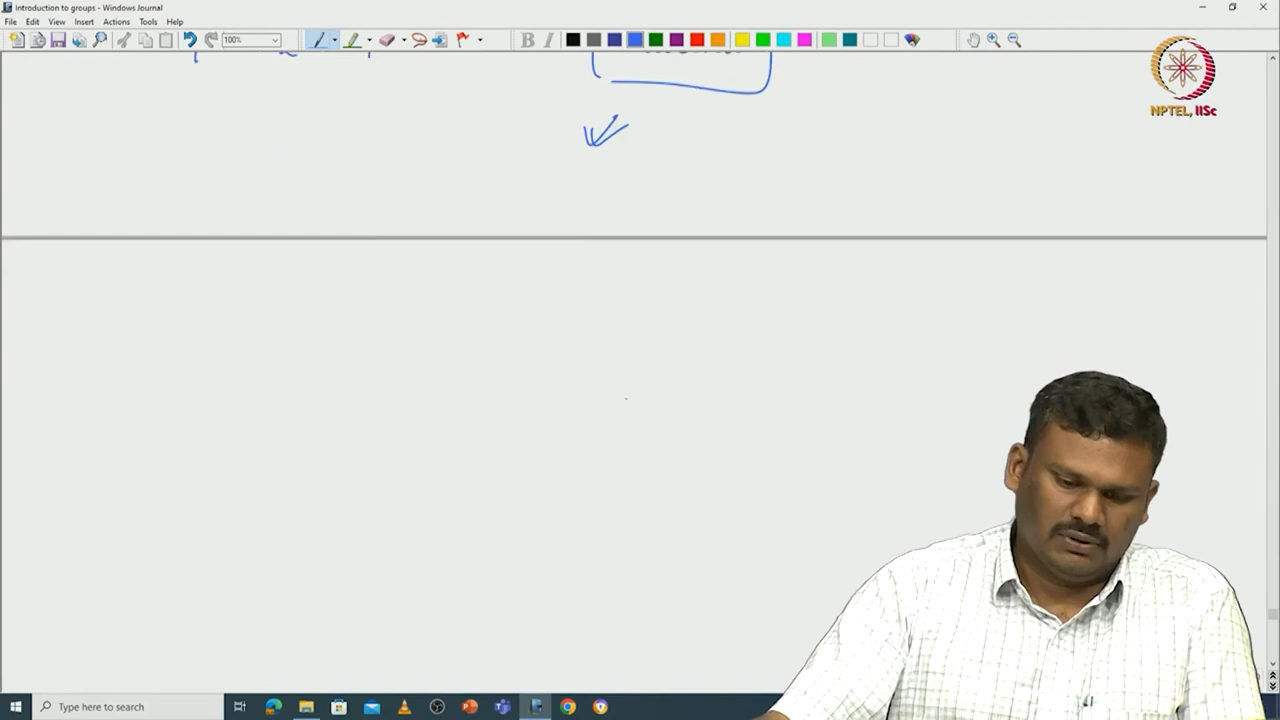 Introduction to groups - Windows Journal
File Edit View Insert Actions Tools Help
100%
NPTEL, IISc
Type here to search